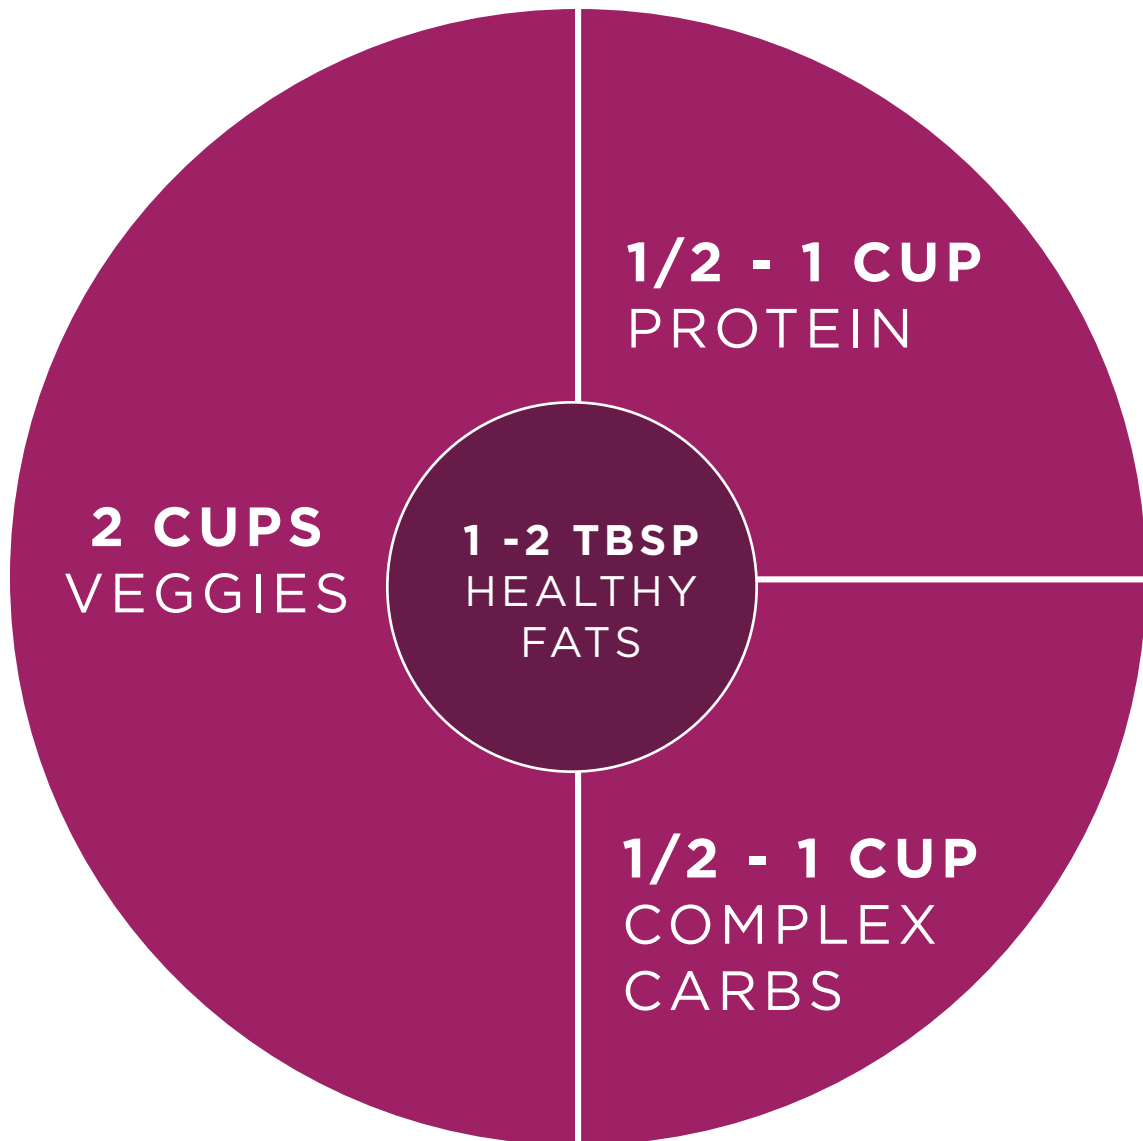 1/2 - 1 CUP
PROTEIN
2 CUPS
VEGGIES
1 -2 TBSP
HEALTHY
FATS
1/2 - 1 CUP
COMPLEX
CARBS